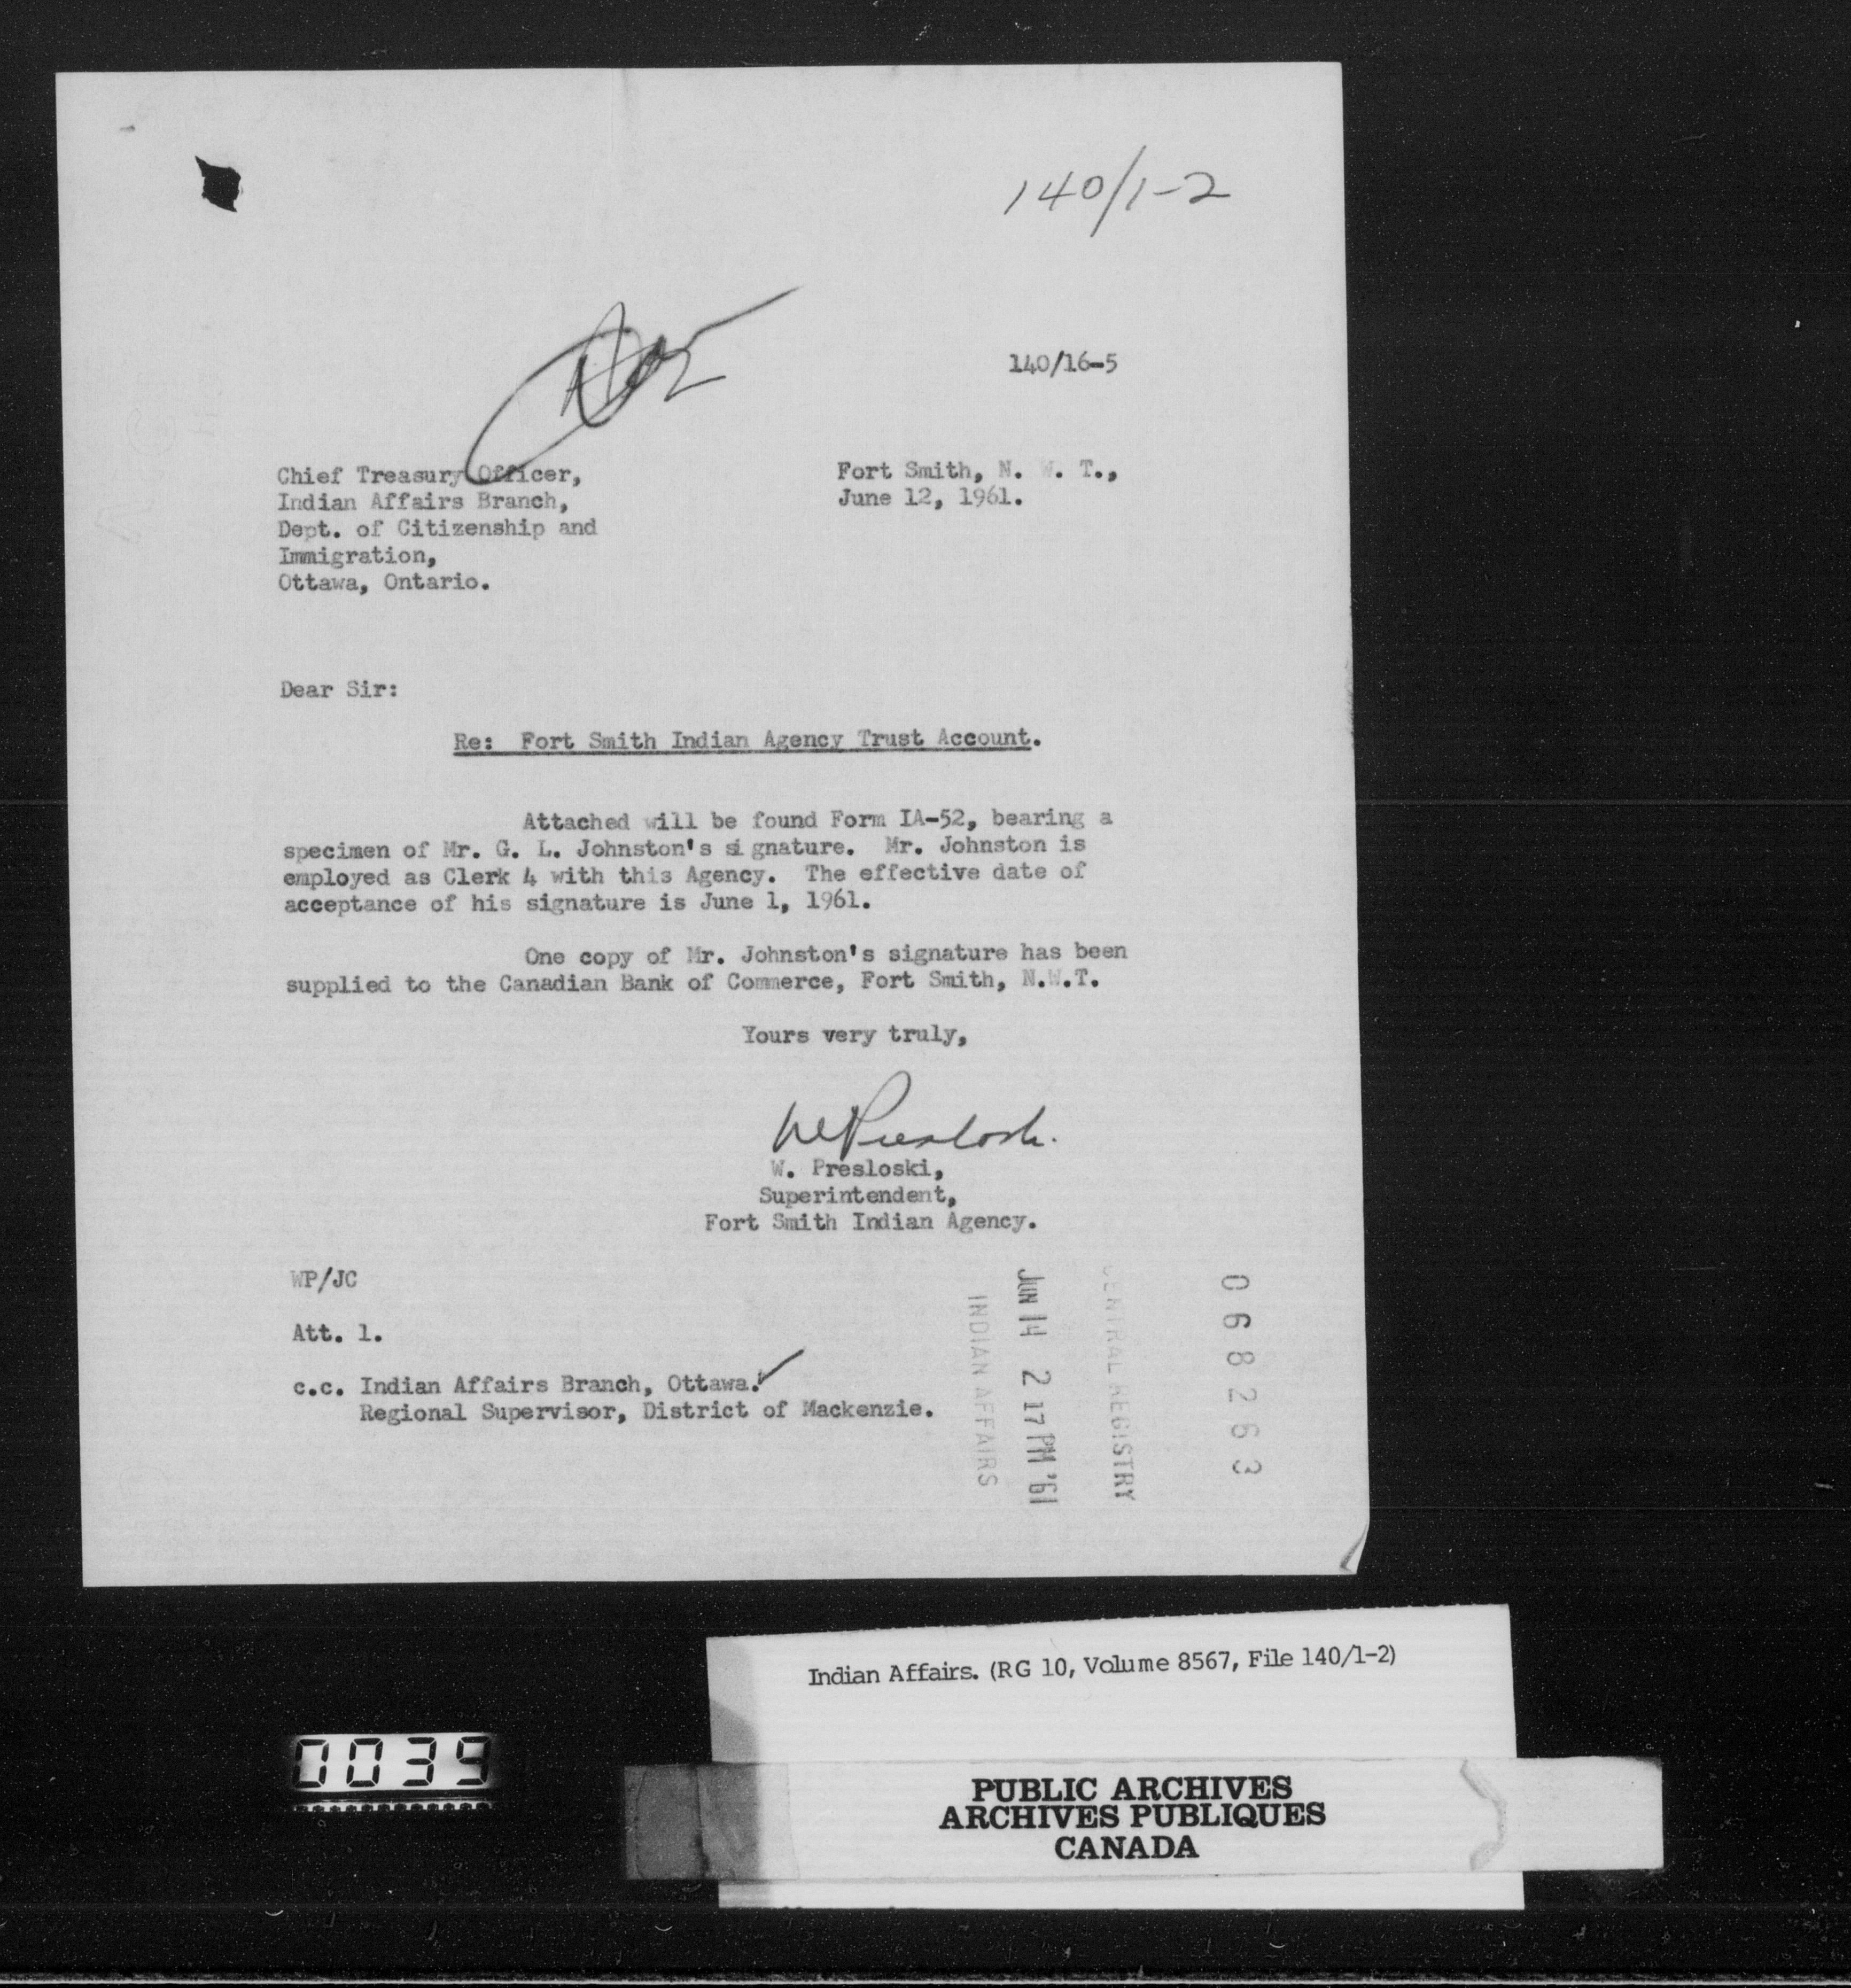 140/1-2
140/16-5
Chief Treasury Officer,
Indian Affairs Branch,
Dept. of Citizenship and
Immigration,
Ottawa, Ontario.
Fort Smith, N. W. T.,
June 12, 1961.
Dear Sir:
Re: Fort Smith Indian Agency Trust Account.
Attached will be found Form IA-52, bearing a
specimen of Mr. G. L. Johnston's signature. Mr. Johnston is
employed as Clerk 4 with this Agency. The effective date of
acceptance of his signature is June 1, 1961.
One copy of Mr. Johnston's signature has been
supplied to the Canadian Bank of Commerce, Fort Smith, N.W.T.
Yours very truly,
W. Presloski,
Superintendent,
Fort Smith Indian Agency.
WP/JC
Att. 1.
c.c. Indian Affairs Branch, Ottawa.
Regional Supervisor, District of Mackenzie.
068263
CENTRAL REGISTRY
JUN 14 2 17 PM '61
INDIAN AFFAIRS
Indian Affairs. (RG 10, Volume 8567, File 140/1-2)
0039
PUBLIC ARCHIVES
ARCHIVES PUBLIQUES
CANADA